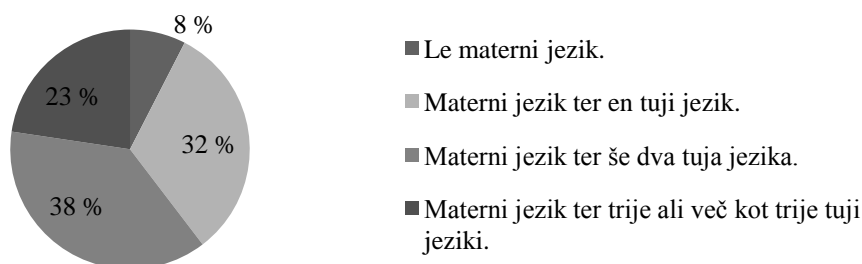 8 %
32 %
38 %
23 %
Le materni jezik.
Materni jezik ter en tuji jezik.
Materni jezik ter še dva tuja jezika.
Materni jezik ter trije ali več kot trije tuji
jeziki.